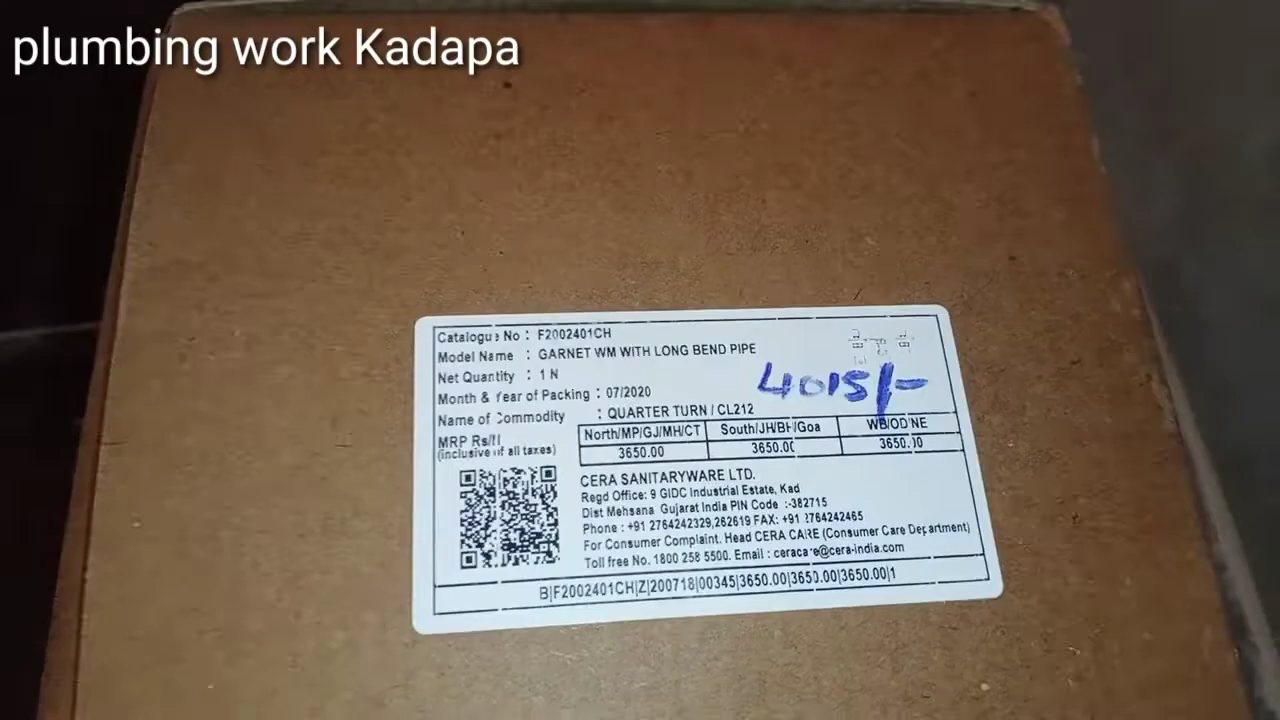 plumbing work Kadapa
Catalogue No : F2002401CH
Model Name : GARNET WM WITH LONG BEND PIPE
Net Quantity : 1 N
Month & Year of Packing : 07/2020
4015/-
Name of Commodity : QUARTER TURN / CL212
MRP Rs/N
(inclusive of all taxes)
North/MP/GJ/MH/CT South/JH/BH/Goa WB/OD/NE
3650.00 3650.00 3650.00
CERA SANITARYWARE LTD.
Regd Office: 9 GIDC Industrial Estate, Kad
Dist Mehsana Gujarat India PIN Code :-382715
Phone : +91 2764242329,262619 FAX: +91 2764242465
For Consumer Complaint. Head CERA CARE (Consumer Care Department)
Toll free No. 1800 258 5500. Email : ceracare@cera-india.com
B|F2002401CH|Z|200718|00345|3650.00|3650.00|3650.00|1